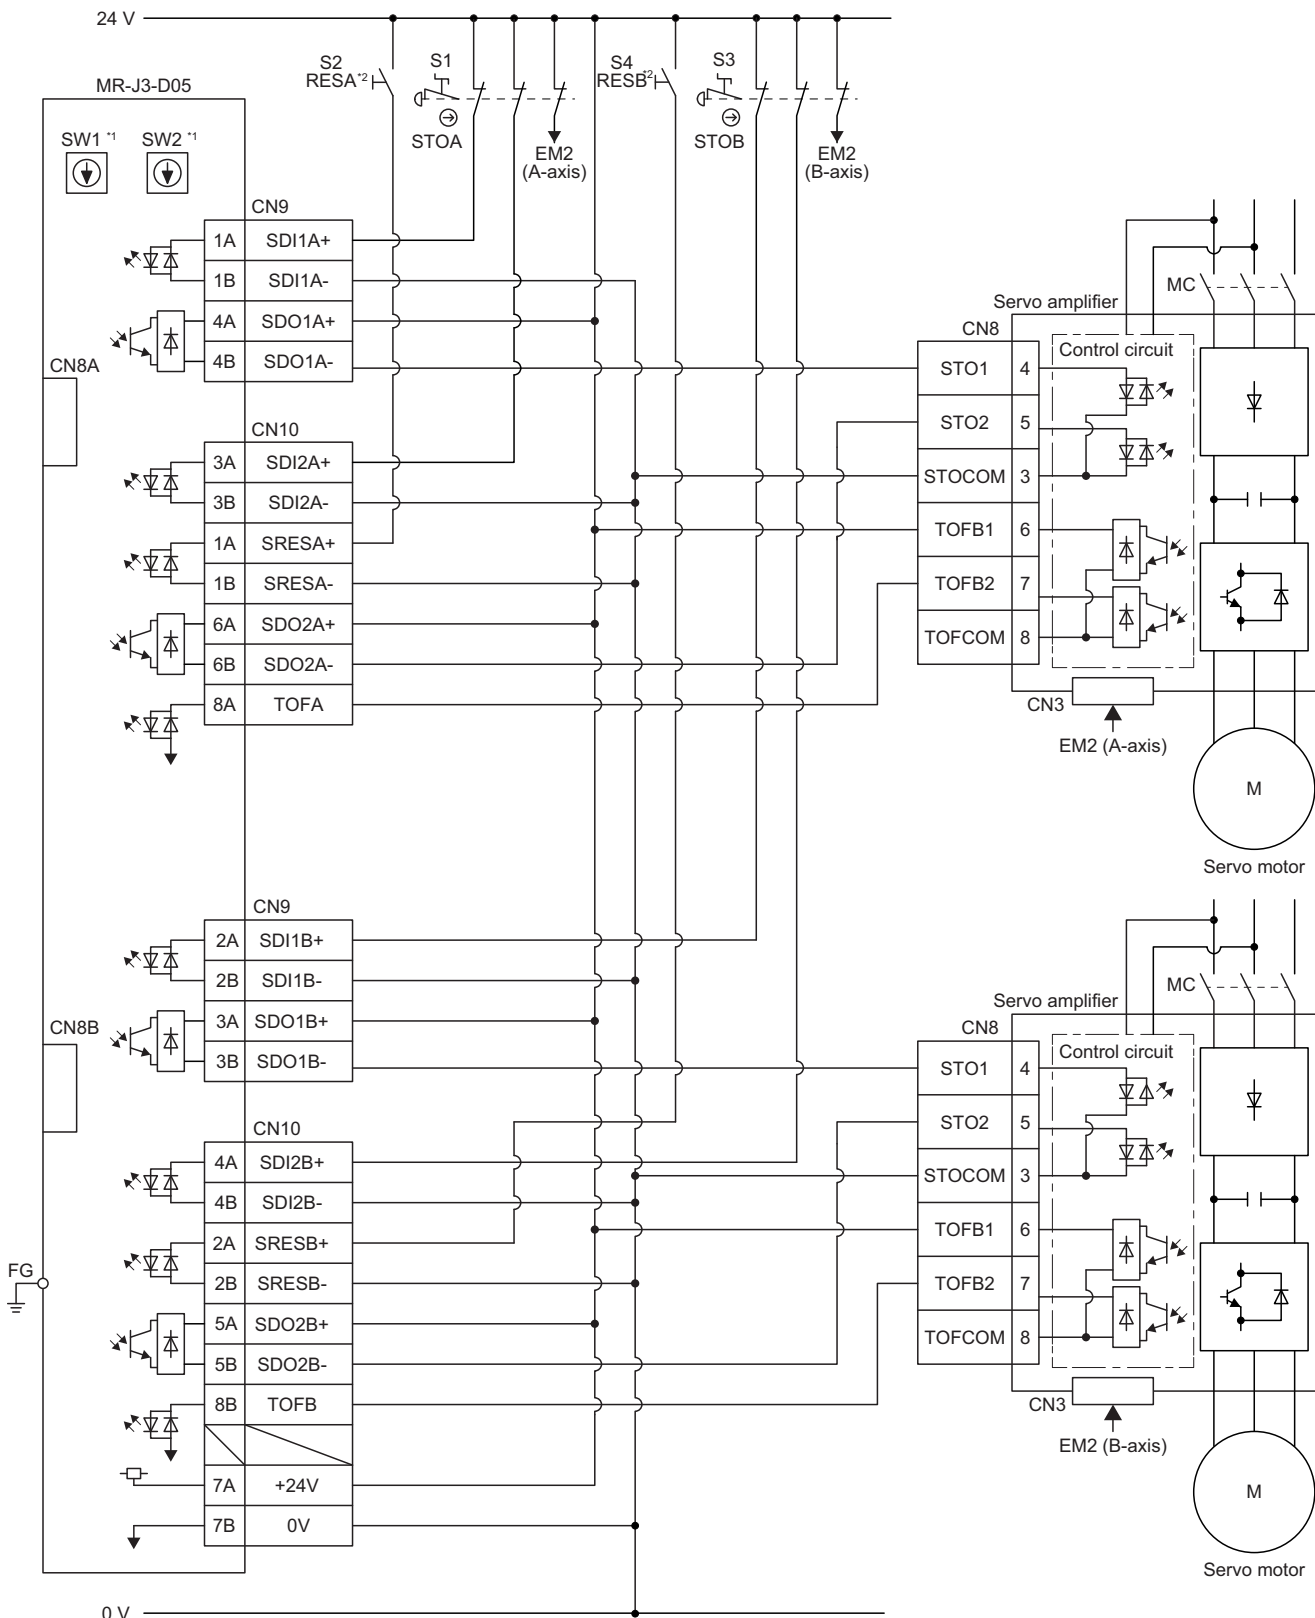 24 V
MR-J3-D05
SW1 *1
SW2 *1
S2
RESA*2
S1
STOA
EM2
(A-axis)
S4
RESB*2
S3
STOB
EM2
(B-axis)
CN8A
CN9
1A SDI1A+
1B SDI1A-
4A SDO1A+
4B SDO1A-
CN10
3A SDI2A+
3B SDI2A-
1A SRESA+
1B SRESA-
6A SDO2A+
6B SDO2A-
8A TOFA
Servo amplifier
MC
CN8
Control circuit
STO1 4
STO2 5
STOCOM 3
TOFB1 6
TOFB2 7
TOFCOM 8
CN3
EM2 (A-axis)
M
Servo motor
CN8B
CN9
2A SDI1B+
2B SDI1B-
3A SDO1B+
3B SDO1B-
CN10
4A SDI2B+
4B SDI2B-
2A SRESB+
2B SRESB-
5A SDO2B+
5B SDO2B-
8B TOFB
7A +24V
7B 0V
FG
Servo amplifier
MC
CN8
Control circuit
STO1 4
STO2 5
STOCOM 3
TOFB1 6
TOFB2 7
TOFCOM 8
CN3
EM2 (B-axis)
M
Servo motor
0 V